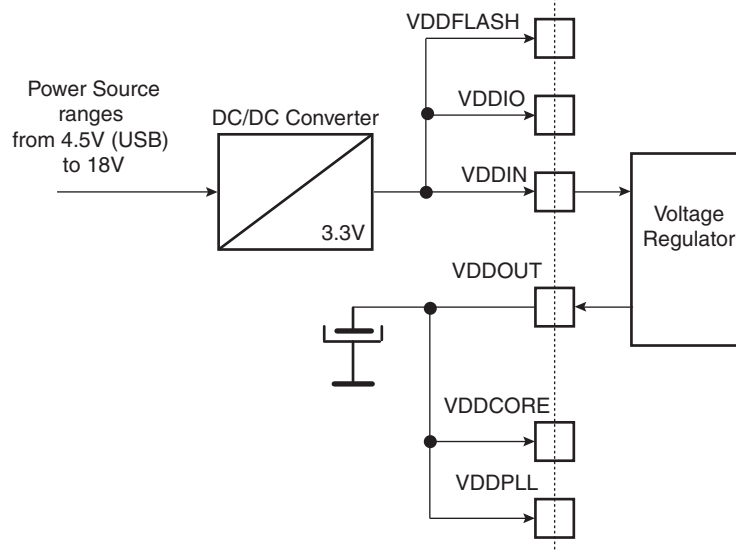 VDDFLASH
Power Source
ranges
from 4.5V (USB)
to 18V
DC/DC Converter
VDDIO
VDDIN
3.3V
Voltage
Regulator
VDDOUT
VDDCORE
VDDPLL